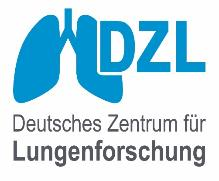 DZL
Deutsches Zentrum für
Lungenforschung